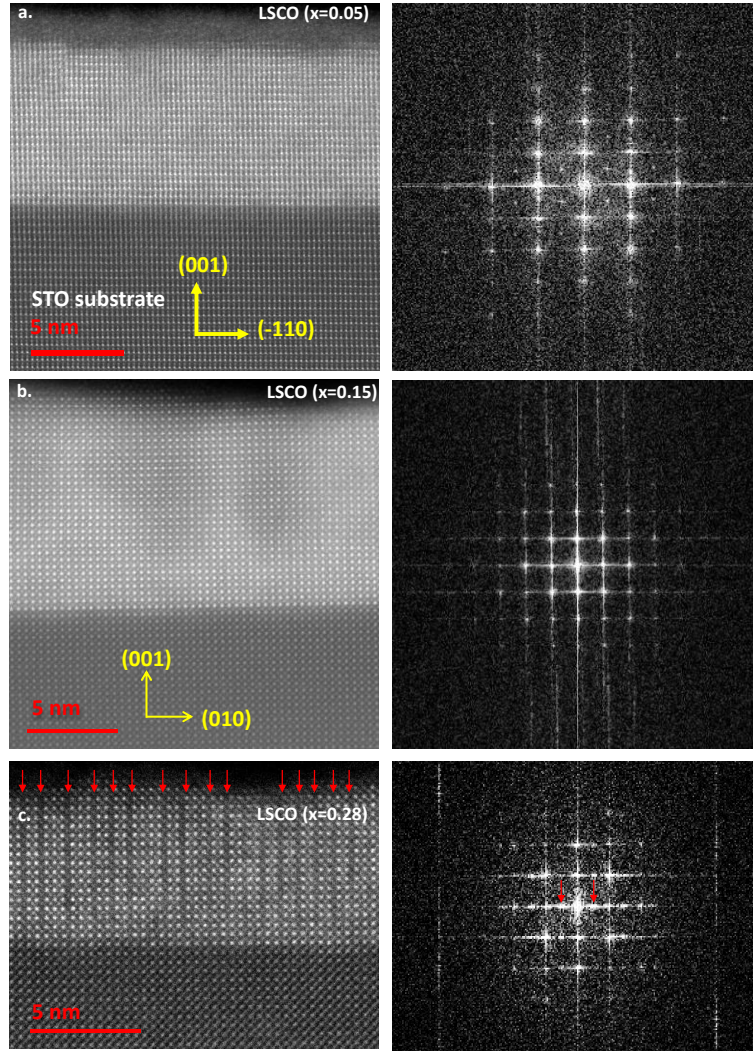 a.
LSCO (x=0.05)
(001)
STO substrate
5 nm
(-110)
b.
LSCO (x=0.15)
(001)
5 nm
(010)
c.
LSCO (x=0.28)
5 nm